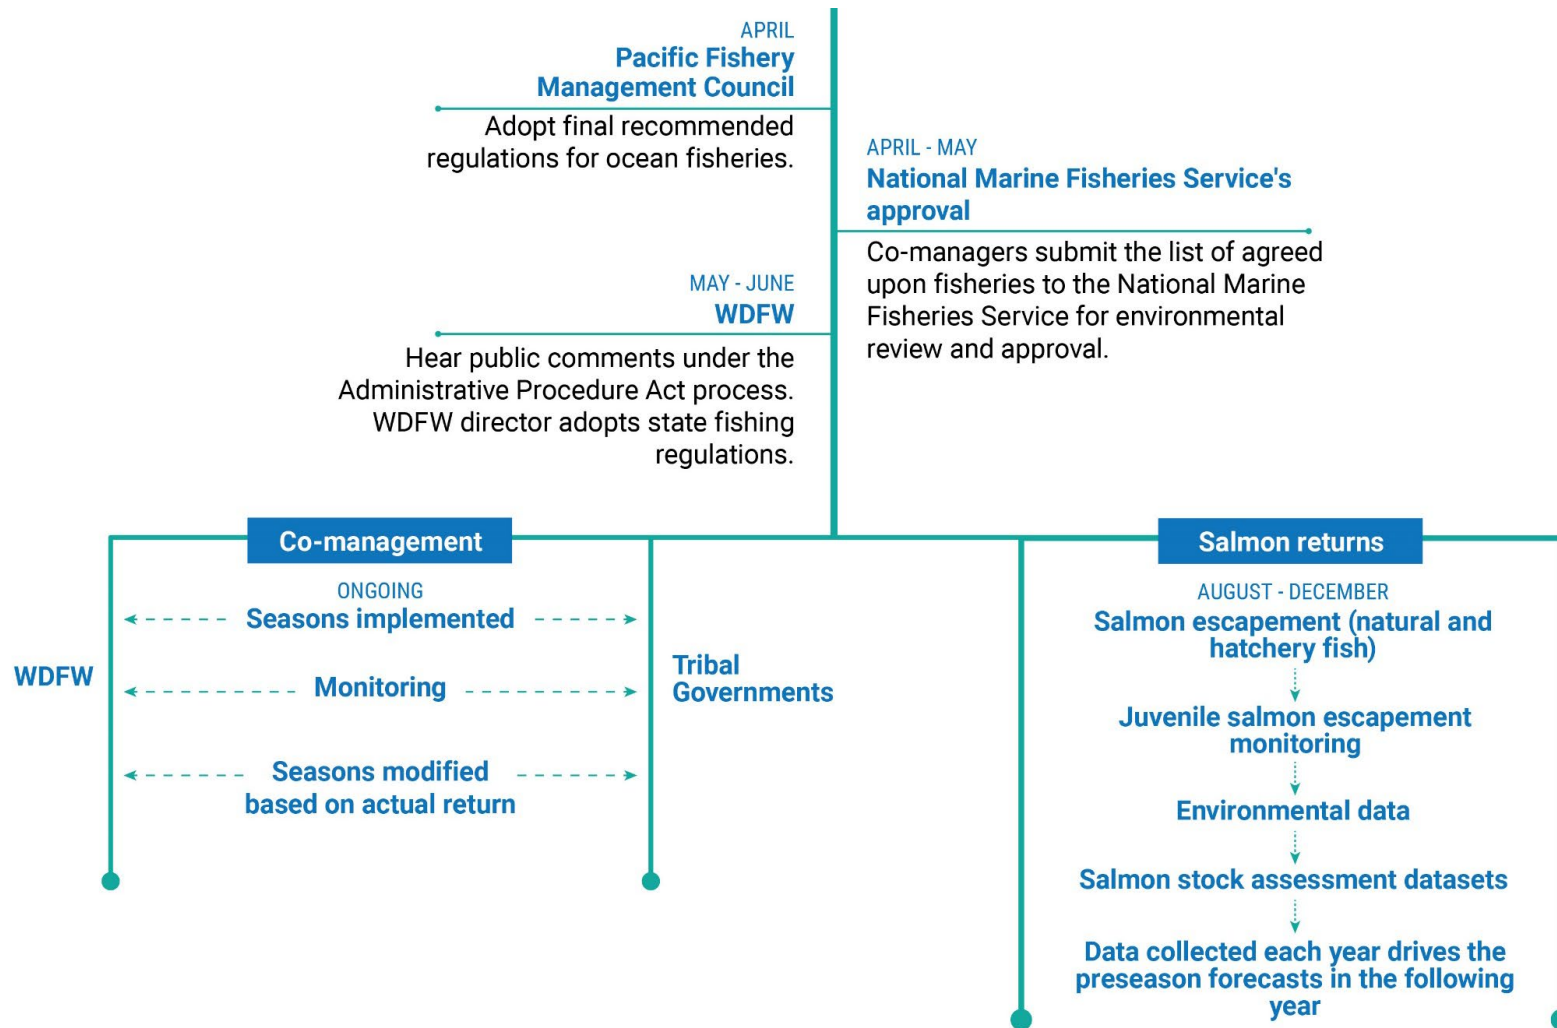 APRIL
Pacific Fishery
Management Council
Adopt final recommended
regulations for ocean fisheries.
APRIL - MAY
National Marine Fisheries Service's
approval
Co-managers submit the list of agreed
upon fisheries to the National Marine
Fisheries Service for environmental
review and approval.
MAY - JUNE
WDFW
Hear public comments under the
Administrative Procedure Act process.
WDFW director adopts state fishing
regulations.
Co-management
ONGOING
Seasons implemented
Monitoring
Seasons modified
based on actual return
WDFW
Tribal
Governments
Salmon returns
AUGUST - DECEMBER
Salmon escapement (natural and
hatchery fish)
Juvenile salmon escapement
monitoring
Environmental data
Salmon stock assessment datasets
Data collected each year drives the
preseason forecasts in the following
year